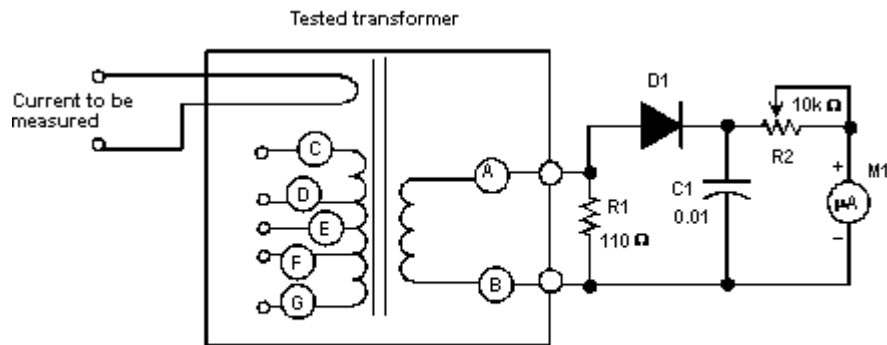 Tested transformer
Current to be
measured
C
D
E
F
G
A
B
R1
110 Ω
D1
C1
0.01
10k Ω
R2
+
M1
µA
−